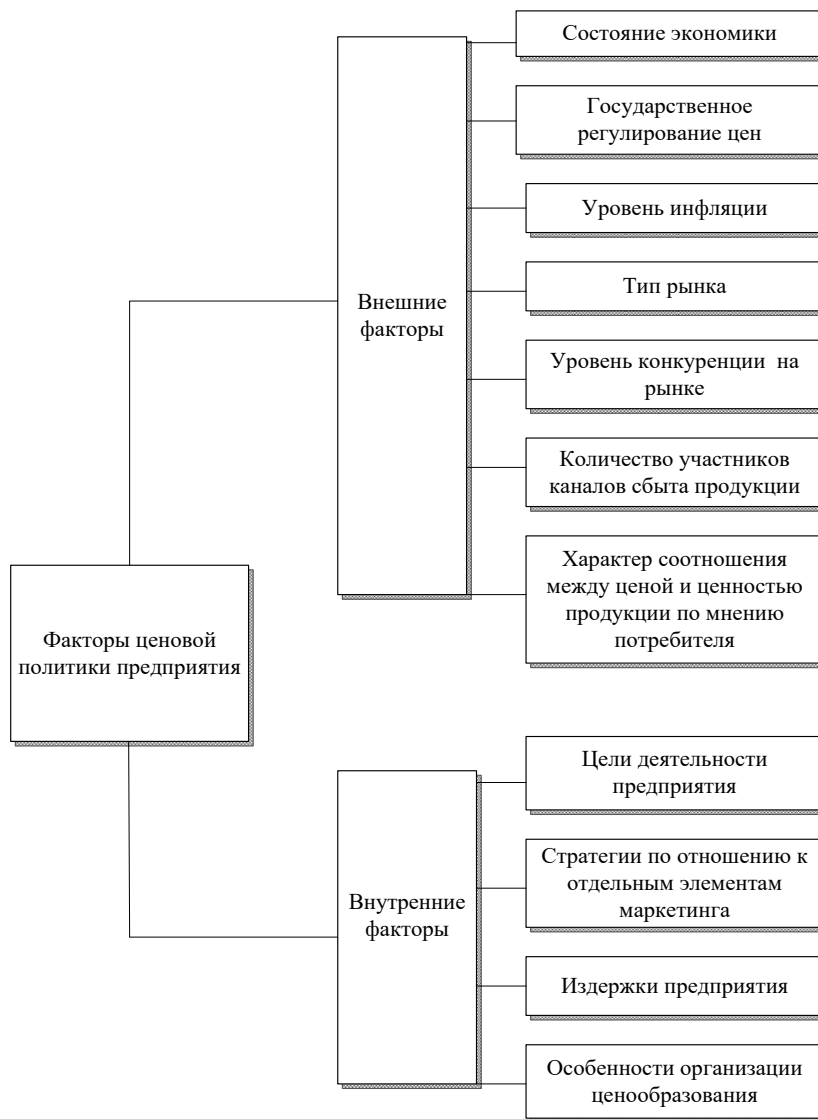 Факторы ценовой
политики предприятия
Внешние
факторы
Состояние экономики
Государственное
регулирование цен
Уровень инфляции
Тип рынка
Уровень конкуренции на
рынке
Количество участников
каналов сбыта продукции
Характер соотношения
между ценой и ценностью
продукции по мнению
потребителя
Внутренние
факторы
Цели деятельности
предприятия
Стратегии по отношению к
отдельным элементам
маркетинга
Издержки предприятия
Особенности организации
ценообразования